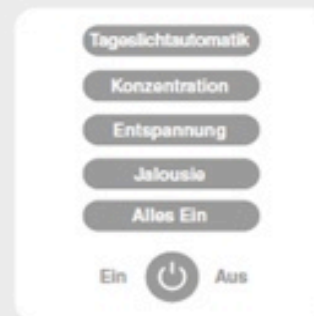 Tageslichtautomatik
Konzentration
Entspannung
Jalousie
Alles Ein
Ein Aus